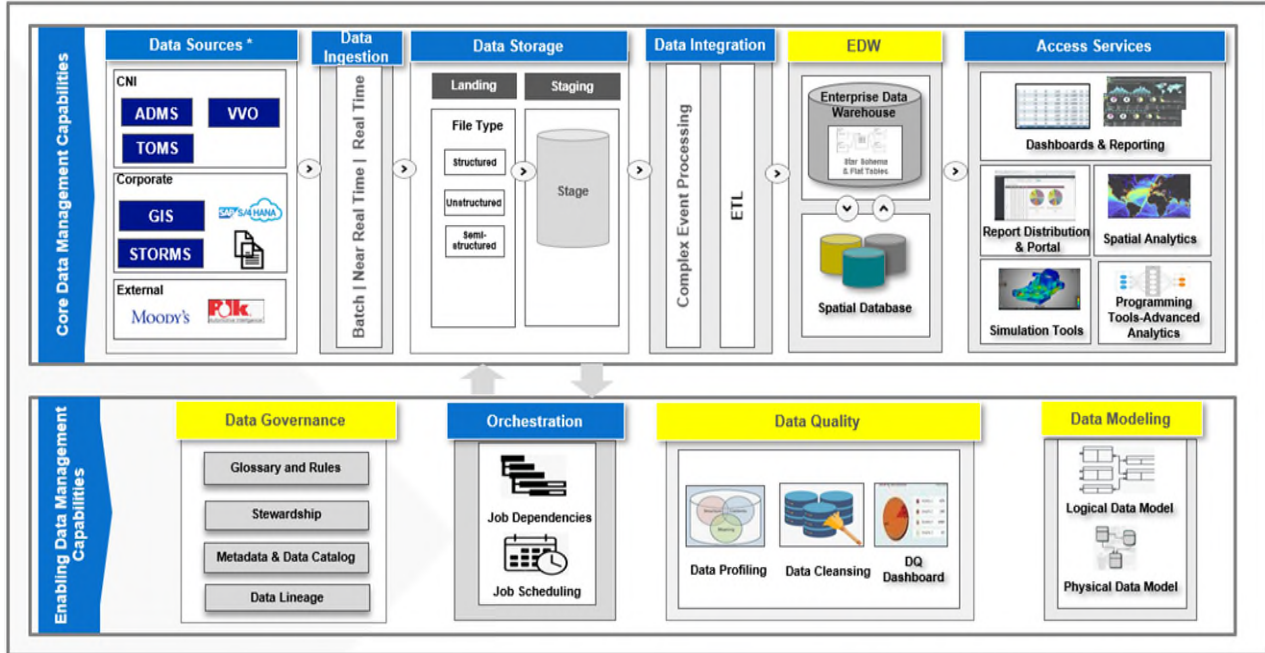 Core Data Management Capabilities
Data Sources *
CNI
ADMS
VVO
TOMS
Corporate
GIS
SAP S/4HANA
STORMS
External
MOODY'S
Polk
Data
Ingestion
Batch | Near Real Time | Real Time
Data Storage
Landing
Staging
File Type
Structured
Unstructured
Semi-
structured
Stage
Data Integration
Complex Event Processing
ETL
EDW
Enterprise Data
Warehouse
Star Schema
& Flat Tables
Spatial Database
Access Services
Dashboards & Reporting
Report Distribution
& Portal
Spatial Analytics
Simulation Tools
Programming
Tools-Advanced
Analytics
Enabling Data Management
Capabilities
Data Governance
Glossary and Rules
Stewardship
Metadata & Data Catalog
Data Lineage
Orchestration
Job Dependencies
Job Scheduling
Data Quality
Data Profiling
Data Cleansing
DQ
Dashboard
Data Modeling
Logical Data Model
Physical Data Model